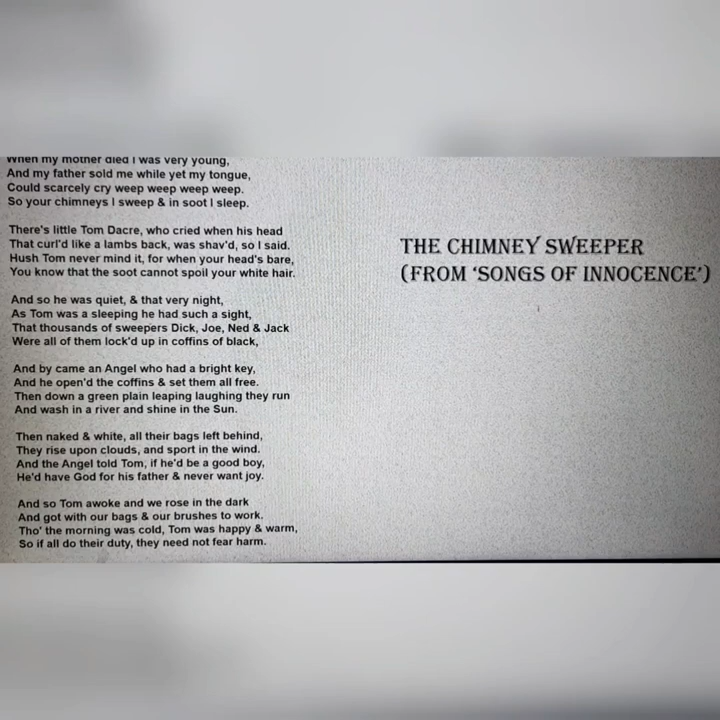 When my mother died I was very young,
And my father sold me while yet my tongue,
Could scarcely cry weep weep weep weep.
So your chimneys I sweep & in soot I sleep.
There's little Tom Dacre, who cried when his head
That curl'd like a lambs back, was shav'd, so I said.
Hush Tom never mind it, for when your head's bare,
You know that the soot cannot spoil your white hair.
And so he was quiet, & that very night,
As Tom was a sleeping he had such a sight,
That thousands of sweepers Dick, Joe, Ned & Jack
Were all of them lock'd up in coffins of black,
And by came an Angel who had a bright key,
And he open'd the coffins & set them all free.
Then down a green plain leaping laughing they run
And wash in a river and shine in the Sun.
Then naked & white, all their bags left behind,
They rise upon clouds, and sport in the wind.
And the Angel told Tom, if he'd be a good boy,
He'd have God for his father & never want joy.
And so Tom awoke and we rose in the dark
And got with our bags & our brushes to work.
Tho' the morning was cold, Tom was happy & warm,
So if all do their duty, they need not fear harm.
THE CHIMNEY SWEEPER
(FROM ‘SONGS OF INNOCENCE’)